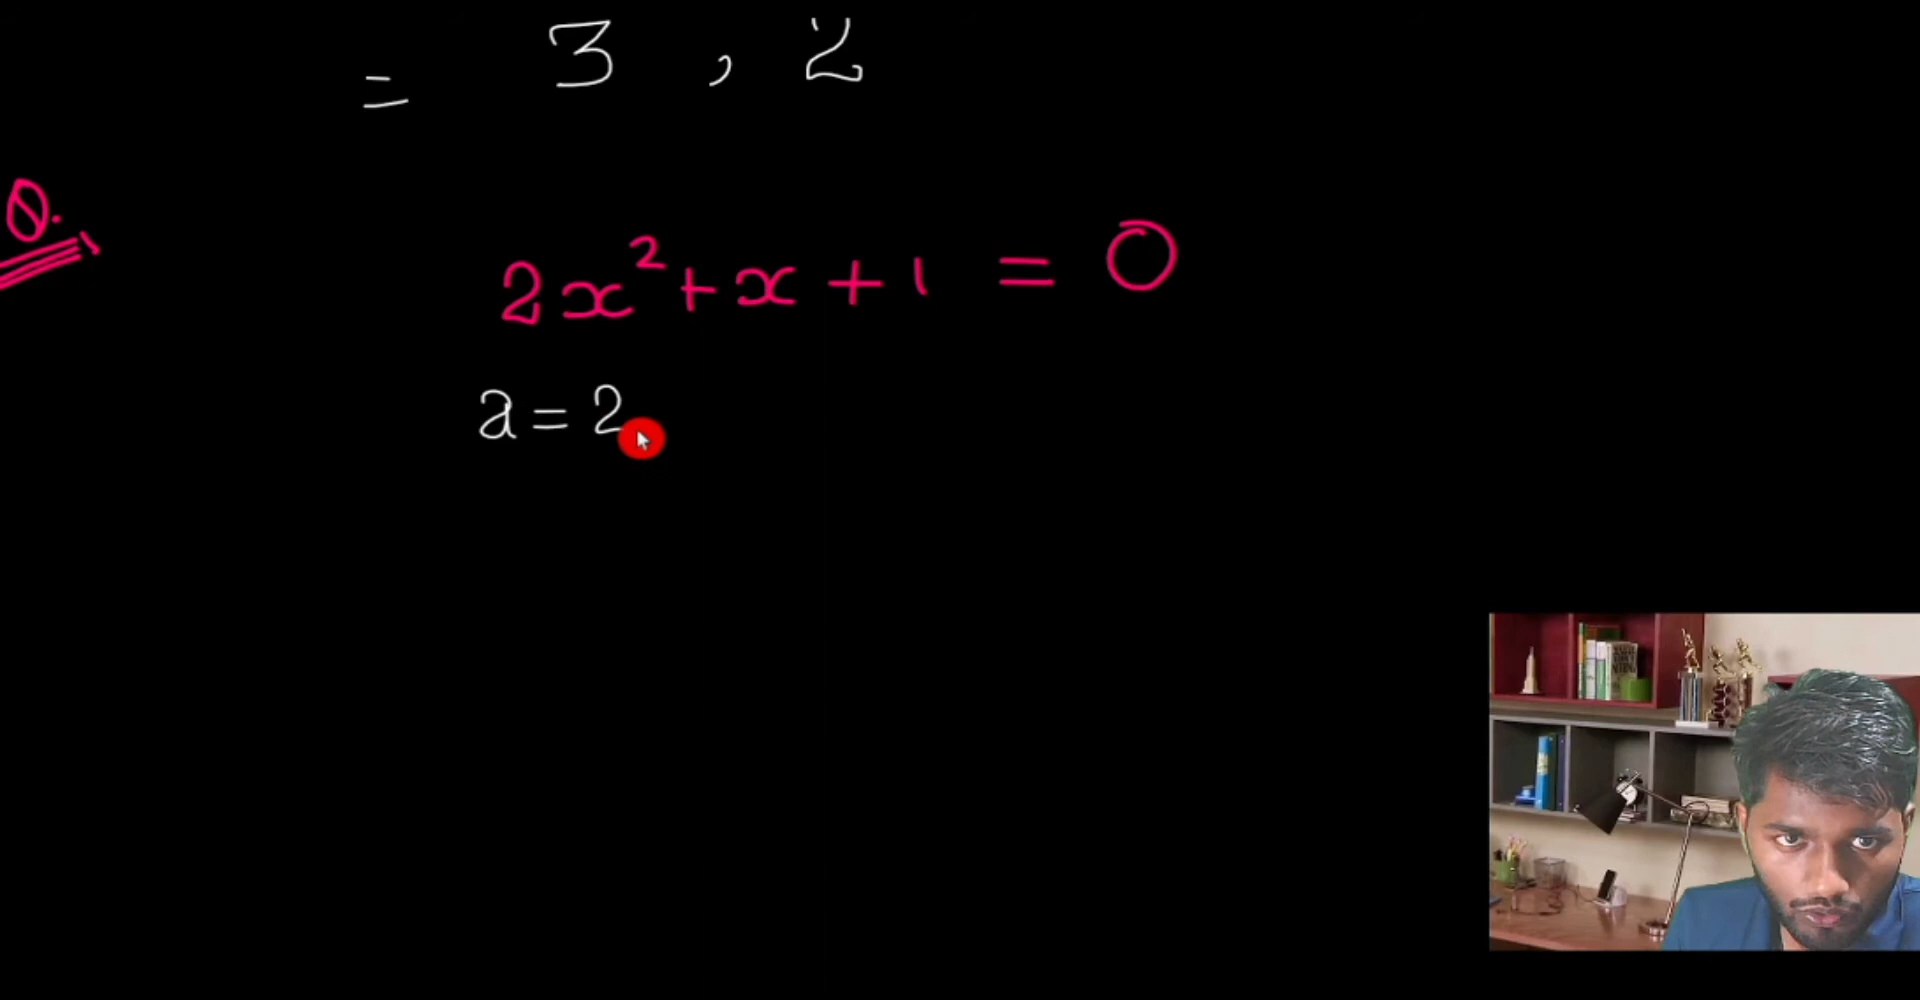 = 3 , 2
Q.
2x² + x + 1 = 0
a = 2